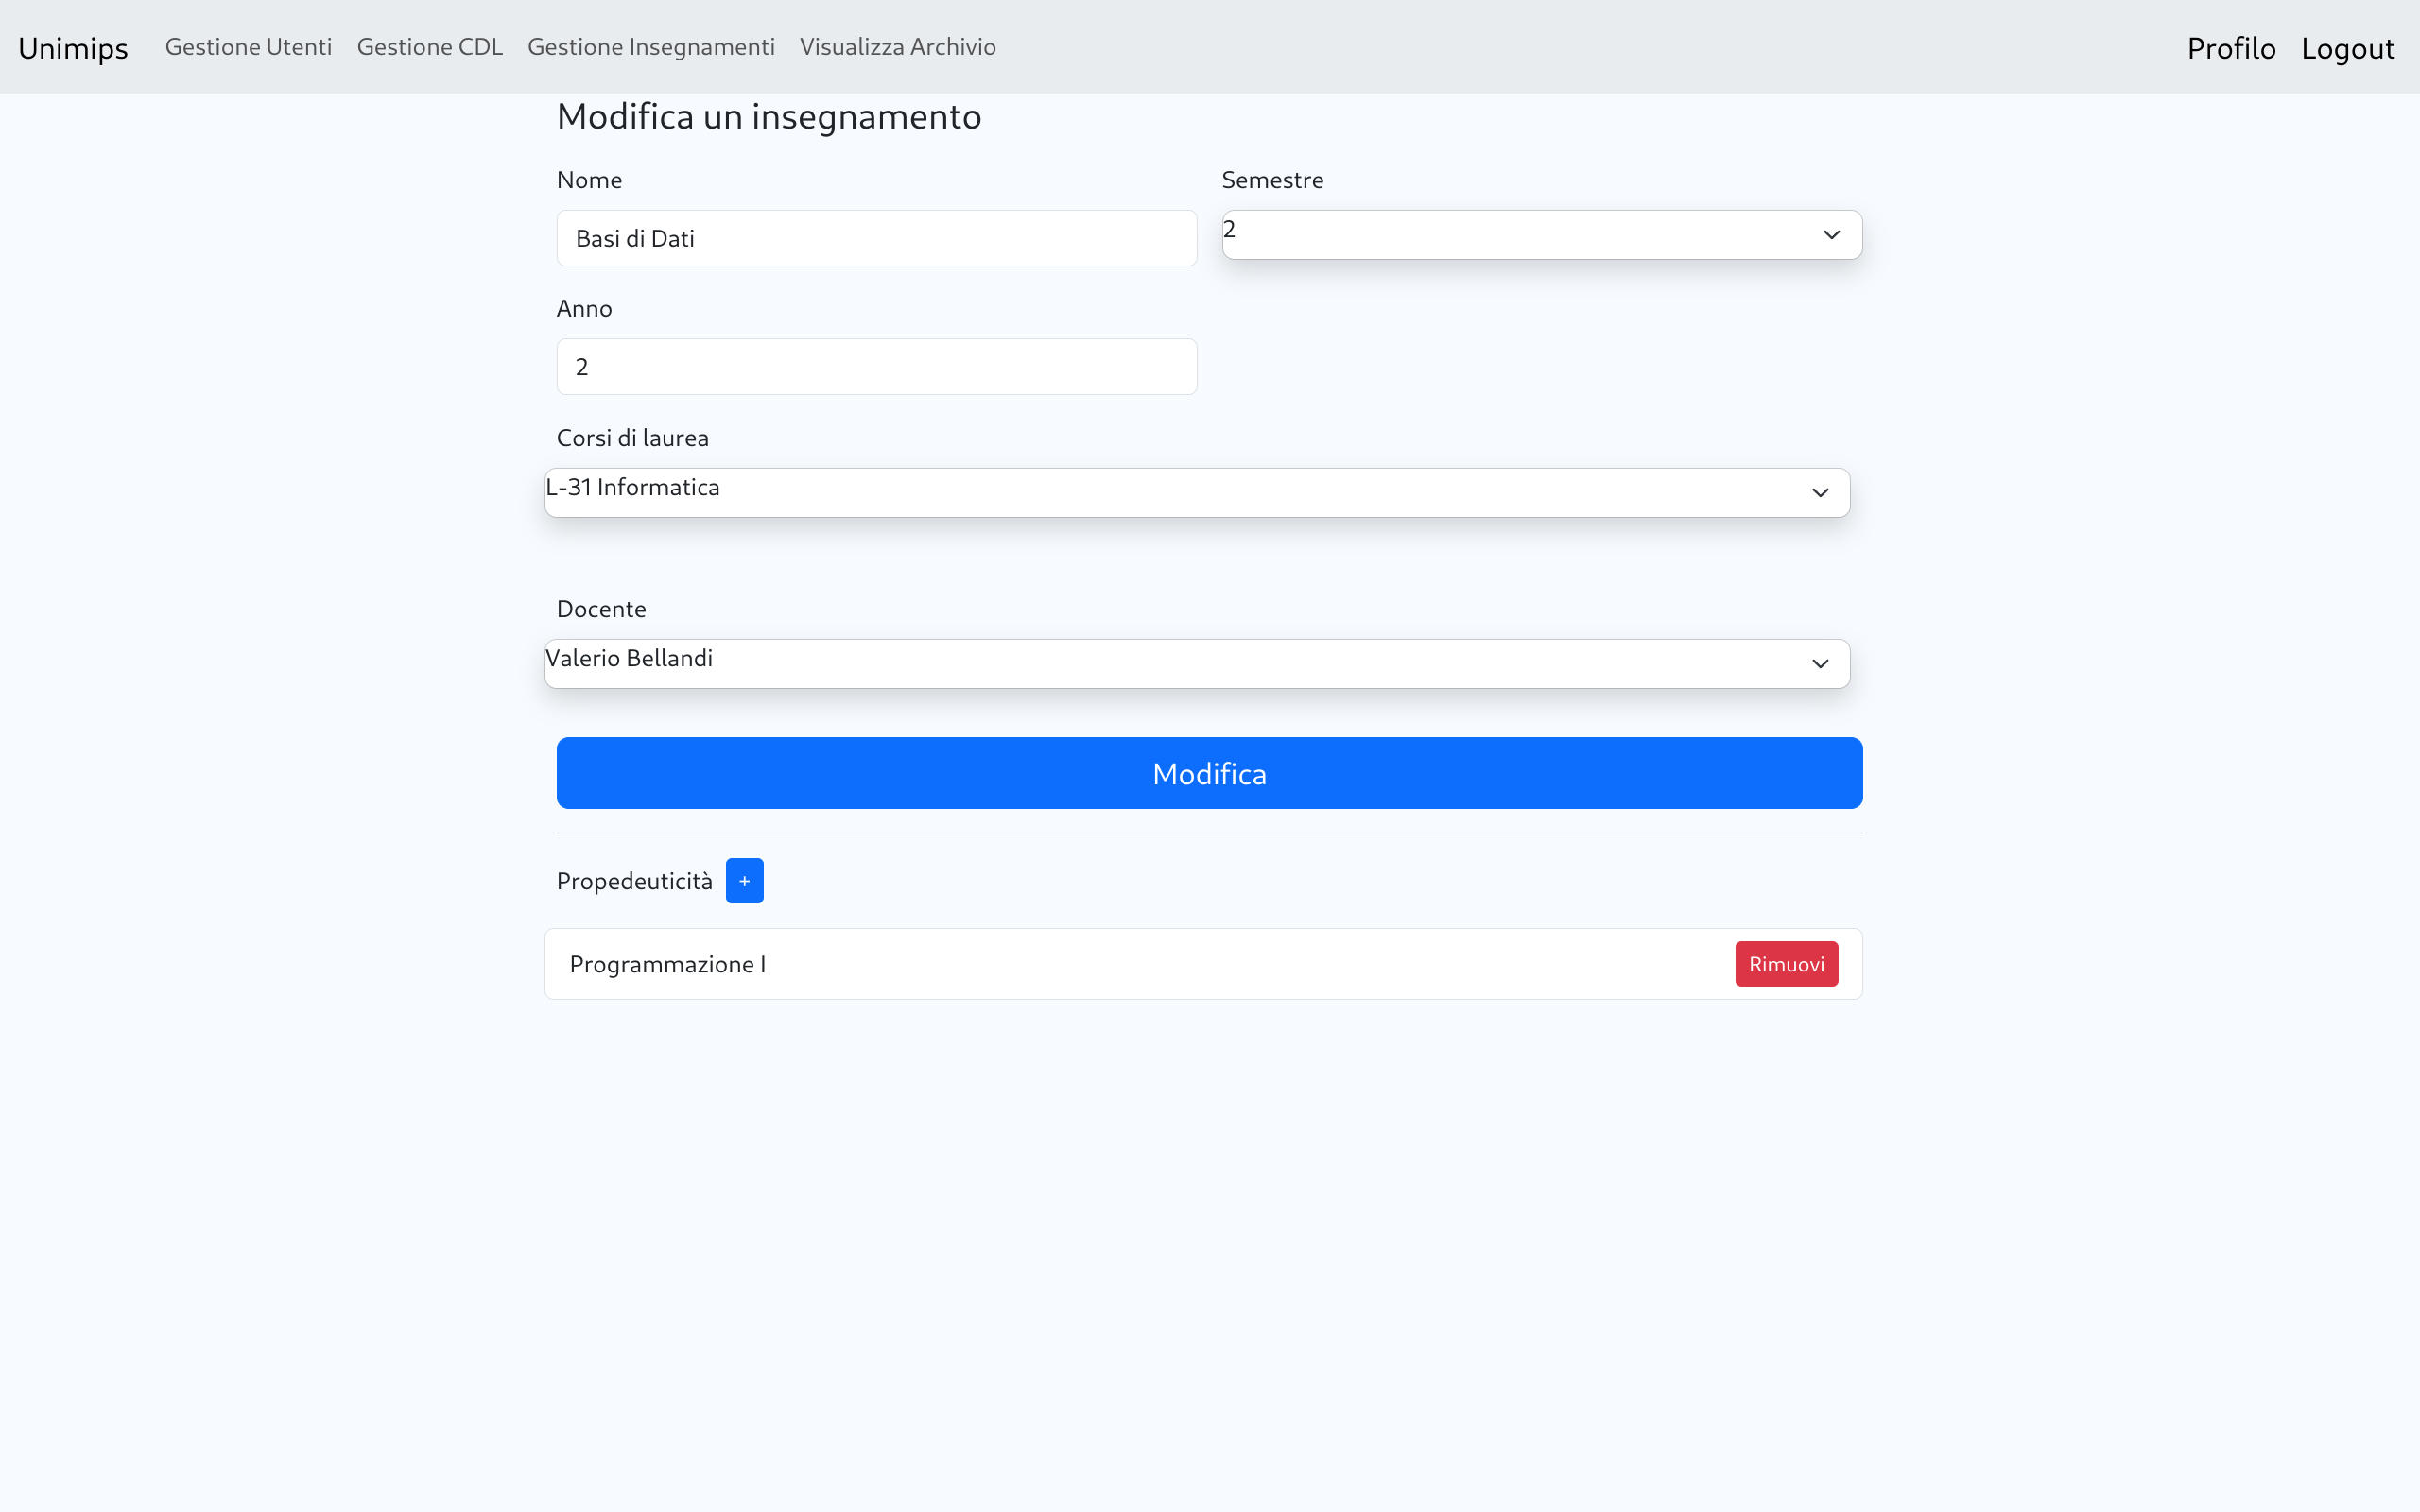 Unimips Gestione Utenti Gestione CDL Gestione Insegnamenti Visualizza Archivio Profilo Logout
Modifica un insegnamento
Nome Semestre
Basi di Dati 2
Anno
2
Corsi di laurea
L-31 Informatica
Docente
Valerio Bellandi
Modifica
Propedeuticità +
Programmazione I Rimuovi